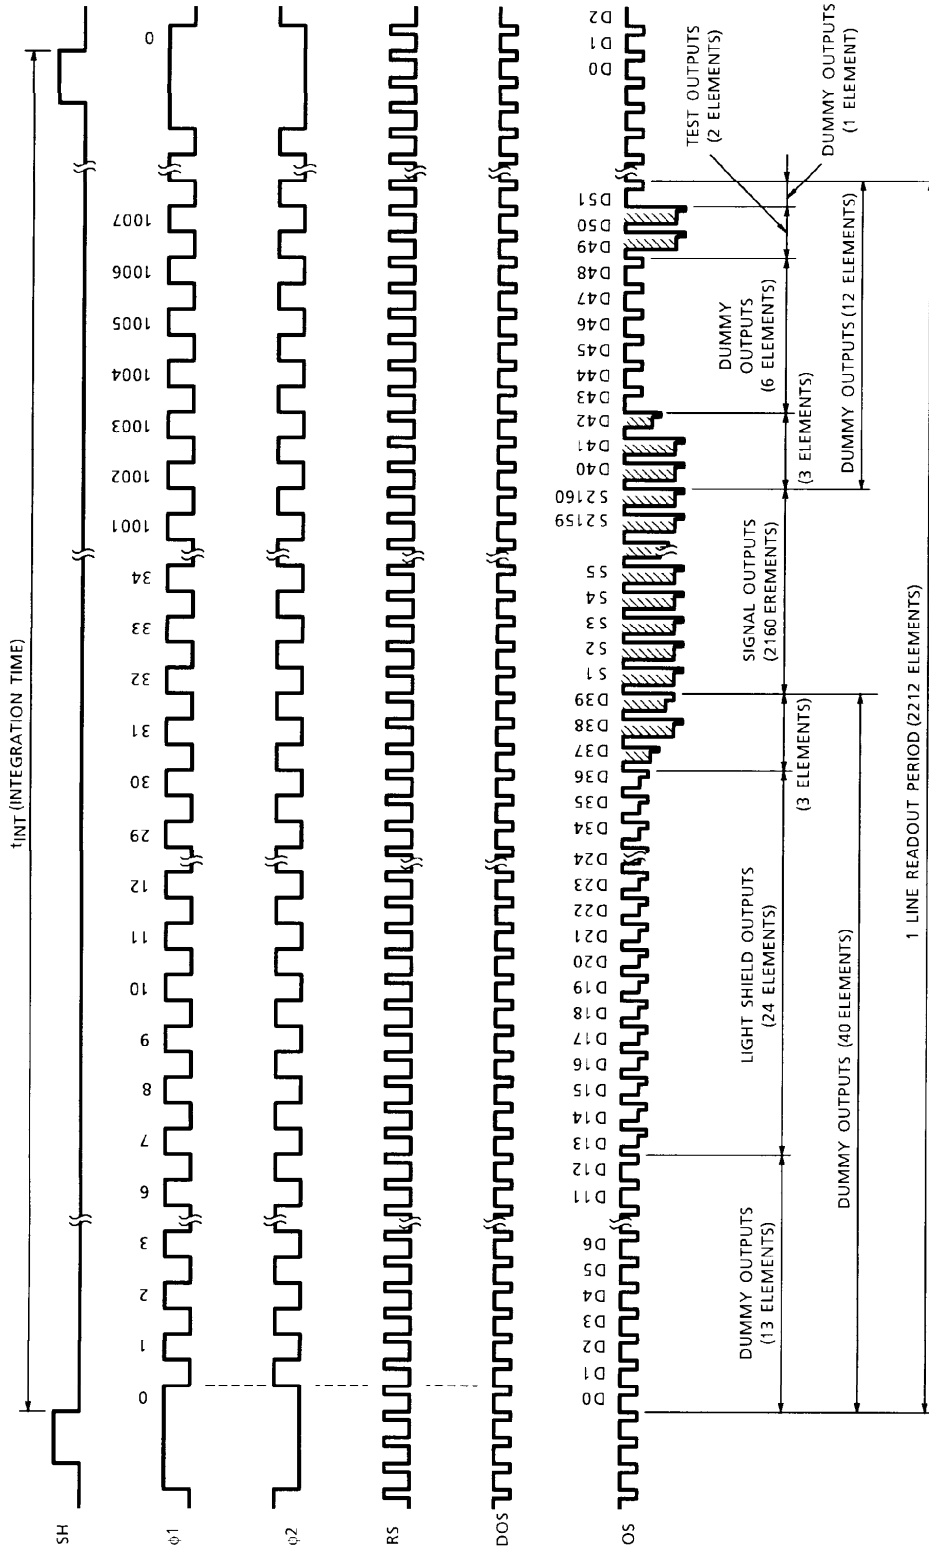 tINT (INTEGRATION TIME)
SH
0 1 2 3 6 7 8 9 10 11 12 29 30 31 32 33 34 1001 1002 1003 1004 1005 1006 1007 0
φ1
φ2
RS
DOS
D0 D1 D2 D3 D4 D5 D6 D11 D12 D13 D14 D15 D16 D17 D18 D19 D20 D21 D22 D23 D24 D34 D35 D36 D37 D38 D39 S1 S2 S3 S4 S5 S2159 S2160 D40 D41 D42 D43 D44 D45 D46 D47 D48 D49 D50 D51 D0 D1 D2
OS
TEST OUTPUTS
(2 ELEMENTS)
DUMMY OUTPUTS
(13 ELEMENTS)
LIGHT SHIELD OUTPUTS
(24 ELEMENTS)
(3 ELEMENTS)
SIGNAL OUTPUTS
(2160 EREMENTS)
(3 ELEMENTS)
DUMMY
OUTPUTS
(6 ELEMENTS)
DUMMY OUTPUTS
(1 ELEMENT)
DUMMY OUTPUTS (40 ELEMENTS)
DUMMY OUTPUTS (12 ELEMENTS)
1 LINE READOUT PERIOD (2212 ELEMENTS)